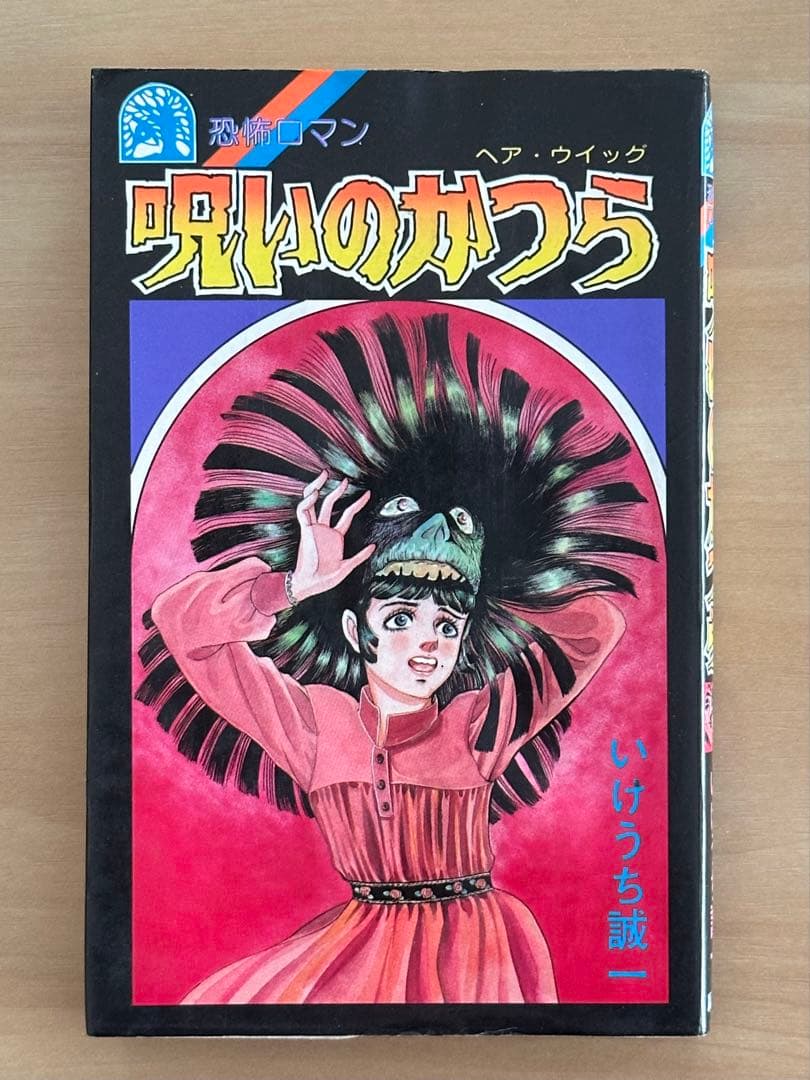 恐怖ロマン
ヘア・ウイッグ
呪いのかつら
いけうち誠一